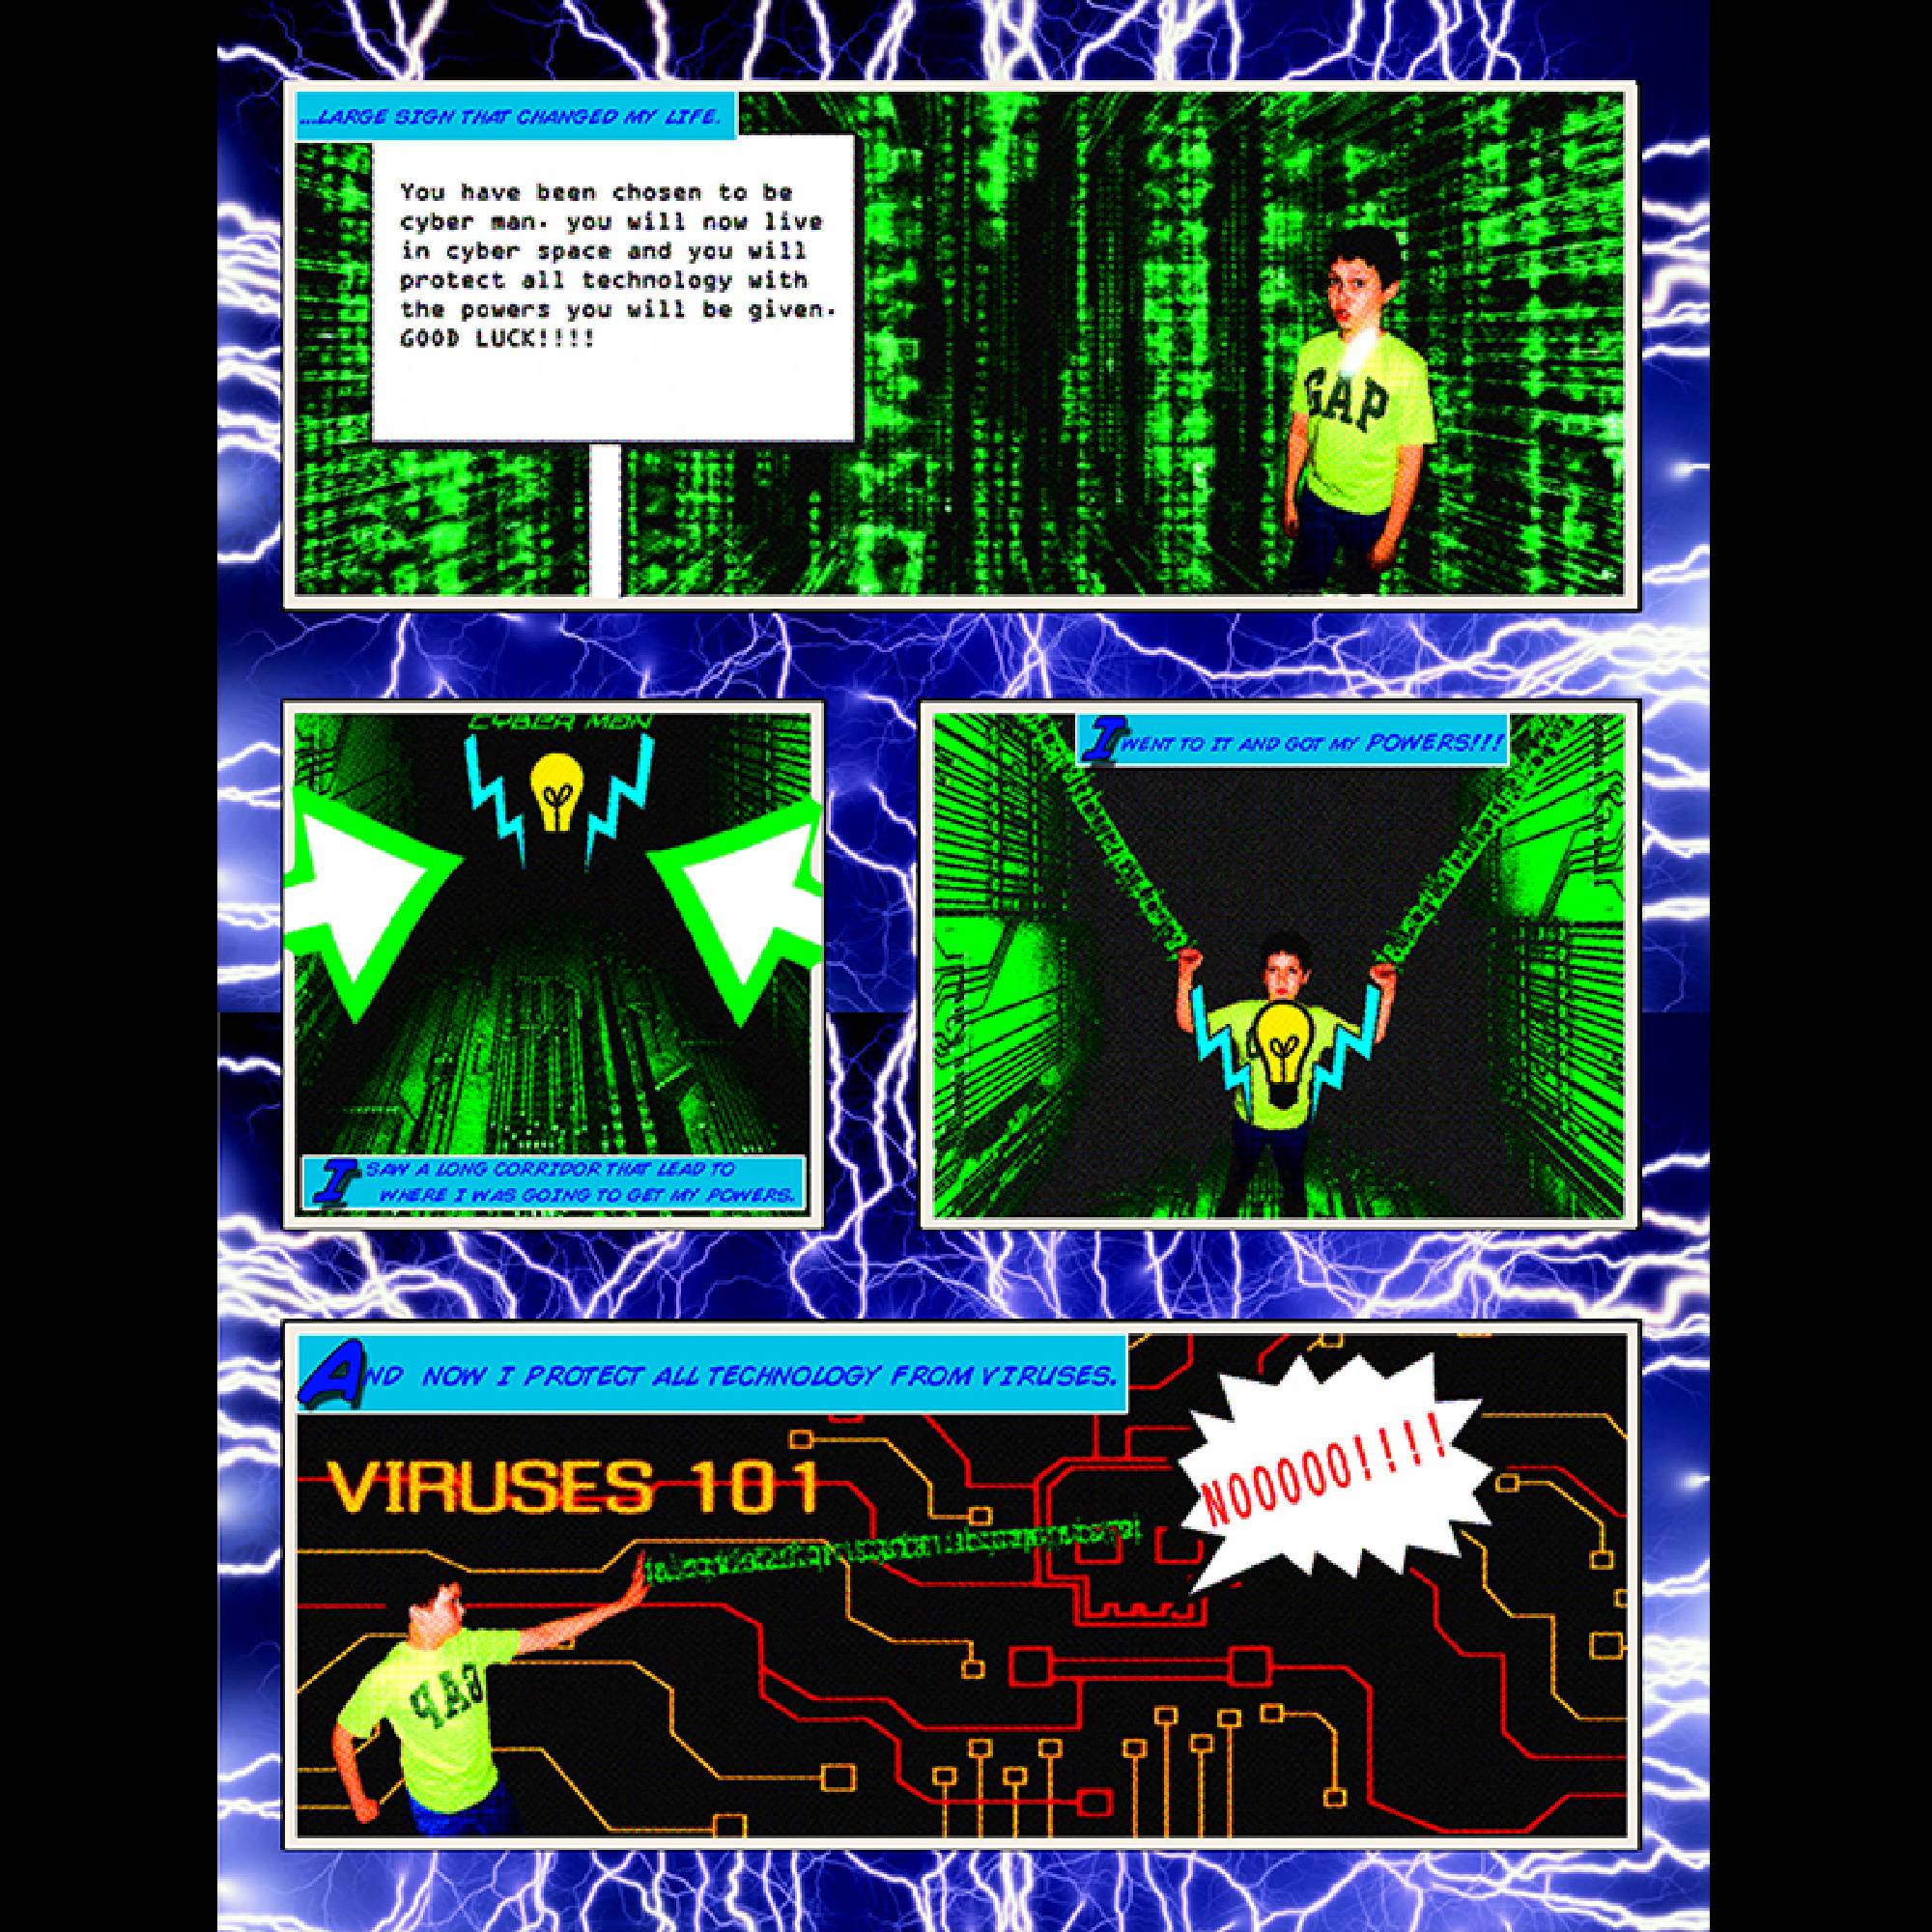 ...LARGE SIGN THAT CHANGED MY LIFE.
You have been chosen to be
cyber man. you will now live
in cyber space and you will
protect all technology with
the powers you will be given.
GOOD LUCK!!!!
GAP
CYBER MAN
I SAW A LONG CORRIDOR THAT LEAD TO
WHERE I WAS GOING TO GET MY POWERS.
I WENT TO IT AND GOT MY POWERS!!!
AND NOW I PROTECT ALL TECHNOLOGY FROM VIRUSES.
NOOOOO!!!!
VIRUSES 101
GAP